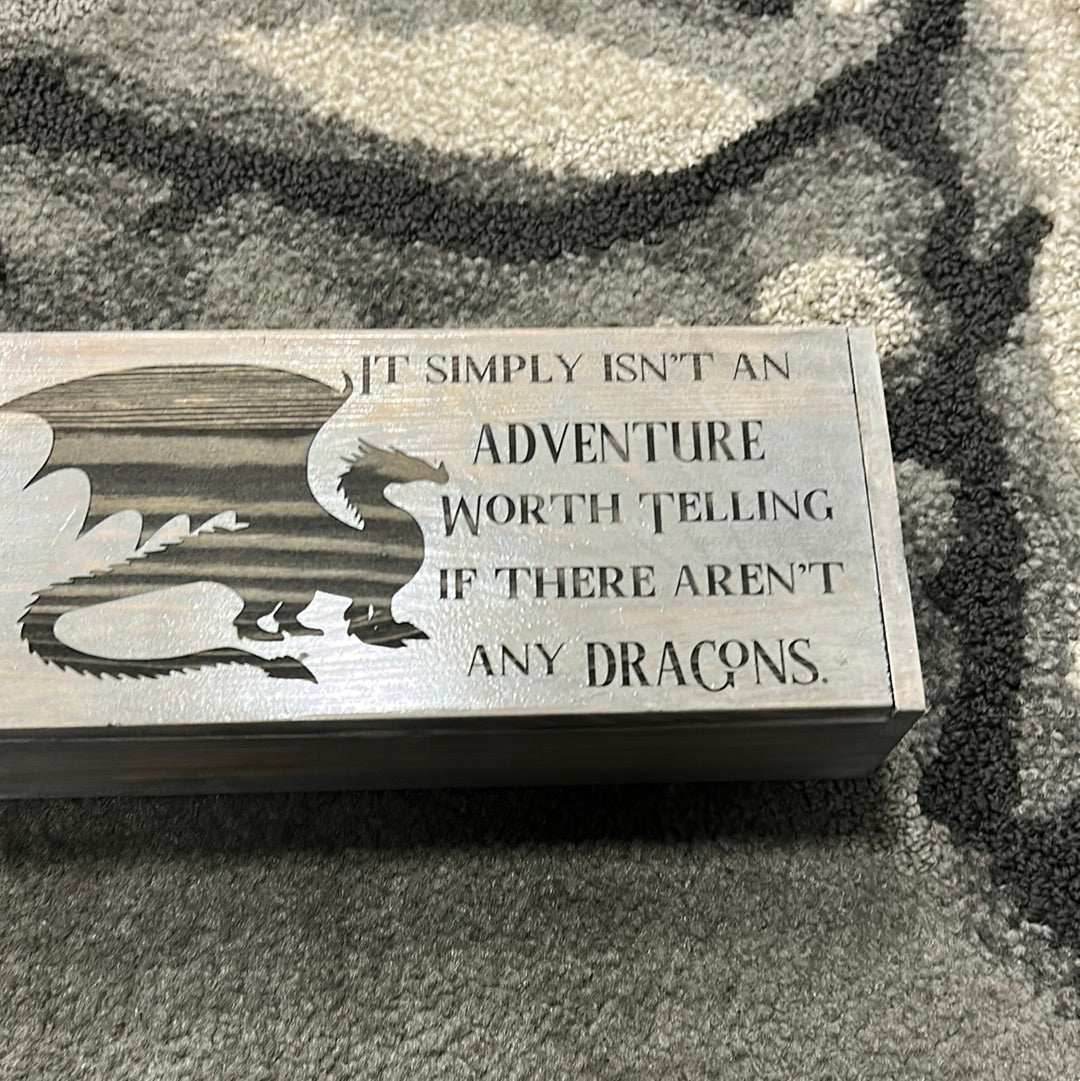 IT SIMPLY ISN'T AN
ADVENTURE
WORTH TELLING
IF THERE AREN'T
ANY DRAGONS.